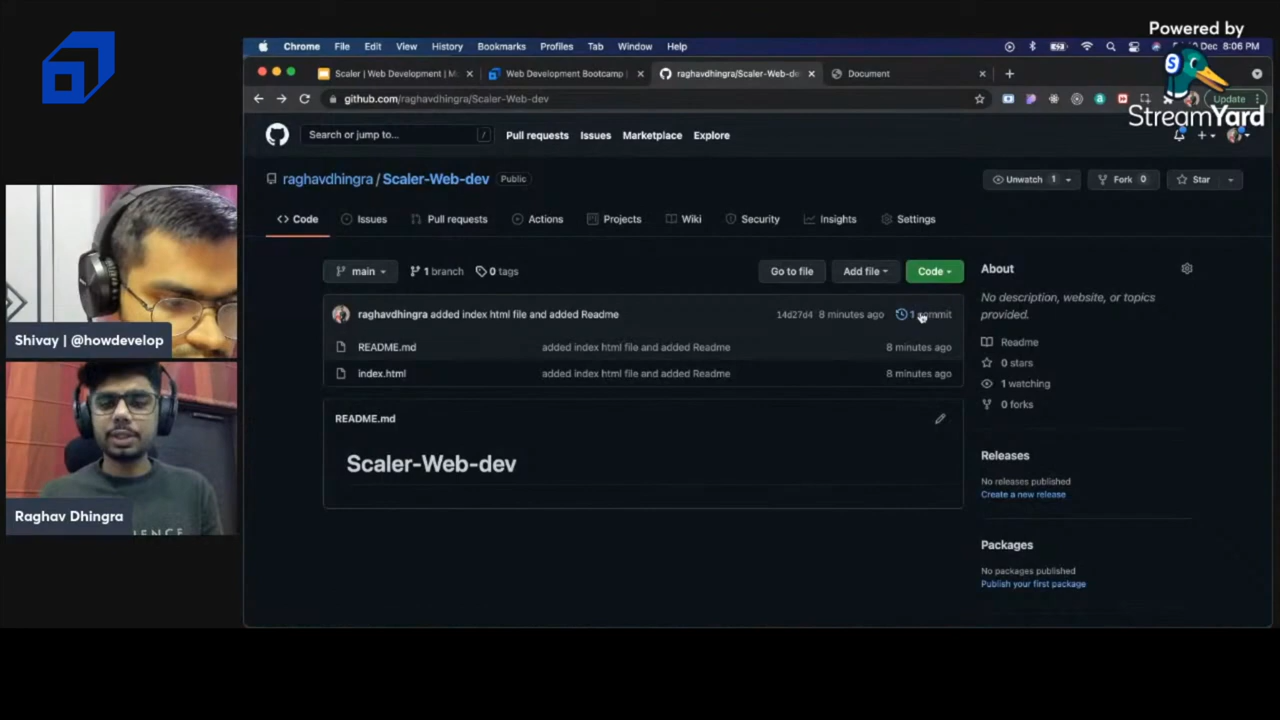 Powered by
StreamYard
Chrome File Edit View History Bookmarks Profiles Tab Window Help
Dec 8:06 PM
Scaler | Web Development | M
Web Development Bootcamp |
raghavdhingra/Scaler-Web-de
Document
github.com/raghavdhingra/Scaler-Web-dev
Update
Search or jump to...
/
Pull requests Issues Marketplace Explore
raghavdhingra / Scaler-Web-dev Public
Unwatch 1
Fork 0
Star
Code Issues Pull requests Actions Projects Wiki Security Insights Settings
main 1 branch 0 tags
Go to file Add file Code
raghavdhingra added index html file and added Readme 14d27d4 8 minutes ago 1 commit
README.md added index html file and added Readme 8 minutes ago
index.html added index html file and added Readme 8 minutes ago
README.md
Scaler-Web-dev
About
No description, website, or topics
provided.
Readme
0 stars
1 watching
0 forks
Releases
No releases published
Create a new release
Packages
No packages published
Publish your first package
Shivay | @howdevelop
Raghav Dhingra